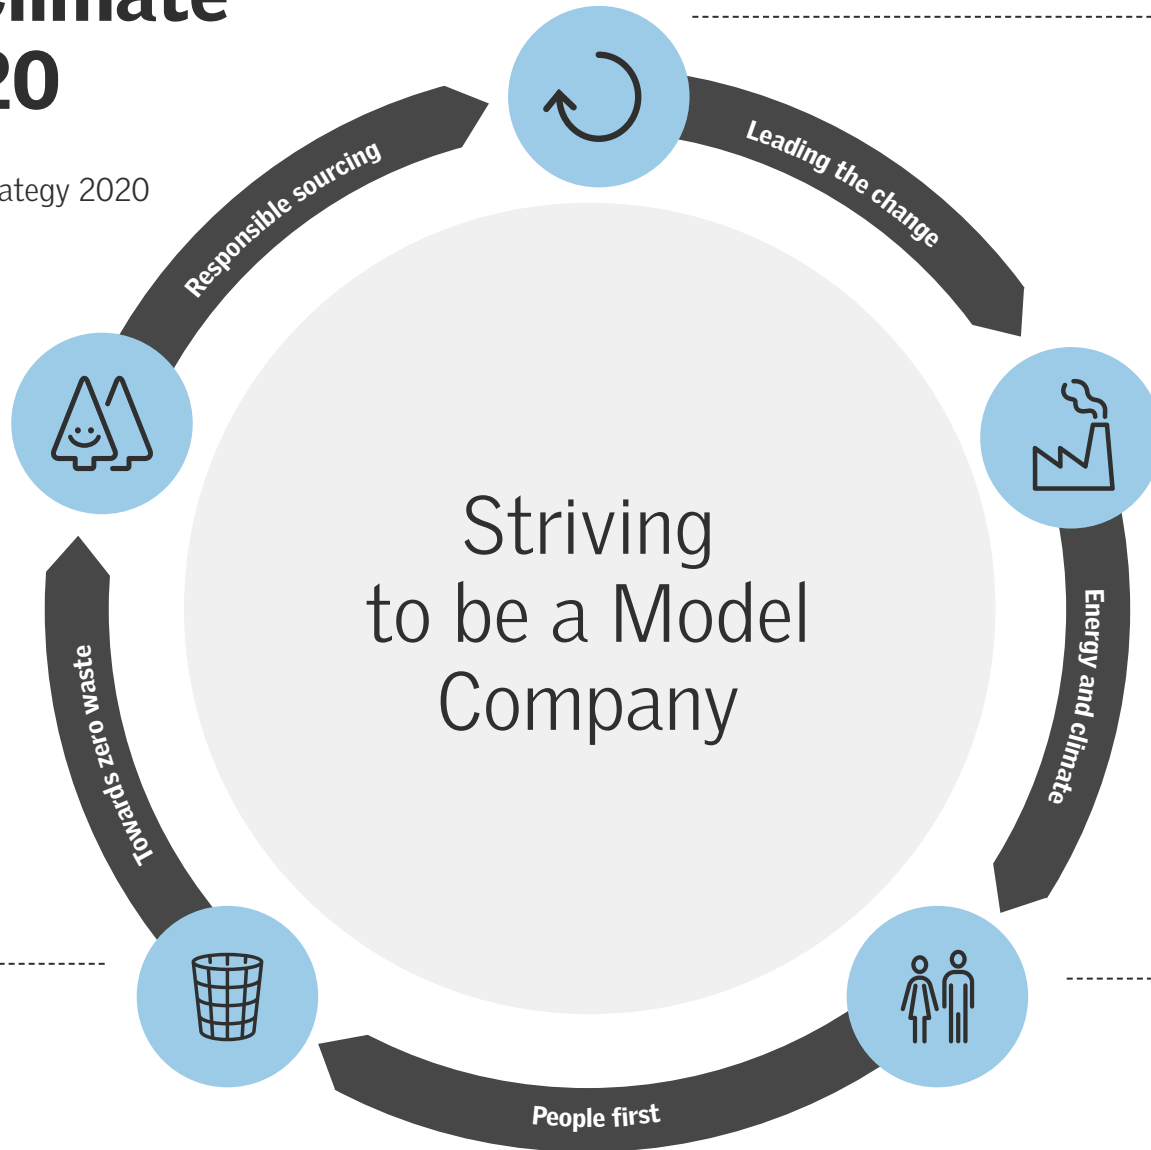 20
ategy 2020
Leading the change
Responsible sourcing
Striving
to be a Model
Company
Energy and climate
Towards zero waste
People first